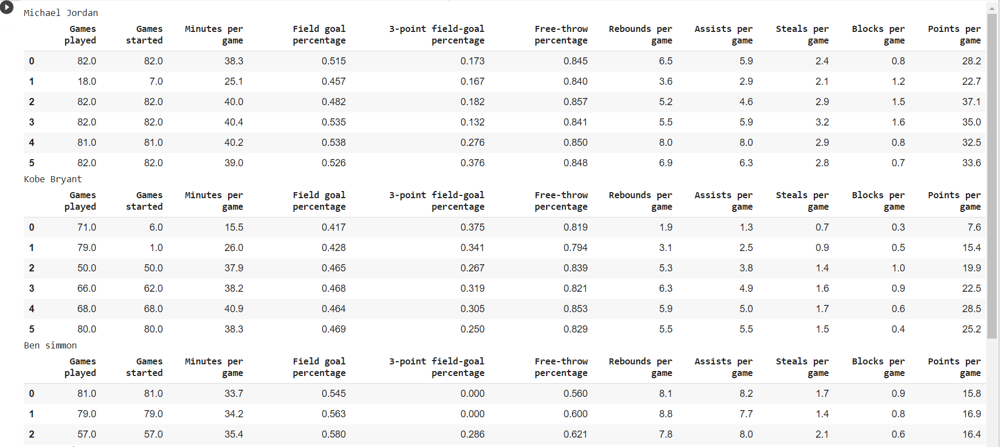 Michael Jordan
Games Games Minutes per Field goal 3-point field-goal Free-throw Rebounds per Assists per Steals per Blocks per Points per
played started game percentage percentage percentage game game game game game
0 82.0 82.0 38.3 0.515 0.173 0.845 6.5 5.9 2.4 0.8 28.2
1 18.0 7.0 25.1 0.457 0.167 0.840 3.6 2.9 2.1 1.2 22.7
2 82.0 82.0 40.0 0.482 0.182 0.857 5.2 4.6 2.9 1.5 37.1
3 82.0 82.0 40.4 0.535 0.132 0.841 5.5 5.9 3.2 1.6 35.0
4 81.0 81.0 40.2 0.538 0.276 0.850 8.0 8.0 2.9 0.8 32.5
5 82.0 82.0 39.0 0.526 0.376 0.848 6.9 6.3 2.8 0.7 33.6
Kobe Bryant
Games Games Minutes per Field goal 3-point field-goal Free-throw Rebounds per Assists per Steals per Blocks per Points per
played started game percentage percentage percentage game game game game game
0 71.0 6.0 15.5 0.417 0.375 0.819 1.9 1.3 0.7 0.3 7.6
1 79.0 1.0 26.0 0.428 0.341 0.794 3.1 2.5 0.9 0.5 15.4
2 50.0 50.0 37.9 0.465 0.267 0.839 5.3 3.8 1.4 1.0 19.9
3 66.0 62.0 38.2 0.468 0.319 0.821 6.3 4.9 1.6 0.9 22.5
4 68.0 68.0 40.9 0.464 0.305 0.853 5.9 5.0 1.7 0.6 28.5
5 80.0 80.0 38.3 0.469 0.250 0.829 5.5 5.5 1.5 0.4 25.2
Ben simmon
Games Games Minutes per Field goal 3-point field-goal Free-throw Rebounds per Assists per Steals per Blocks per Points per
played started game percentage percentage percentage game game game game game
0 81.0 81.0 33.7 0.545 0.000 0.560 8.1 8.2 1.7 0.9 15.8
1 79.0 79.0 34.2 0.563 0.000 0.600 8.8 7.7 1.4 0.8 16.9
2 57.0 57.0 35.4 0.580 0.286 0.621 7.8 8.0 2.1 0.6 16.4